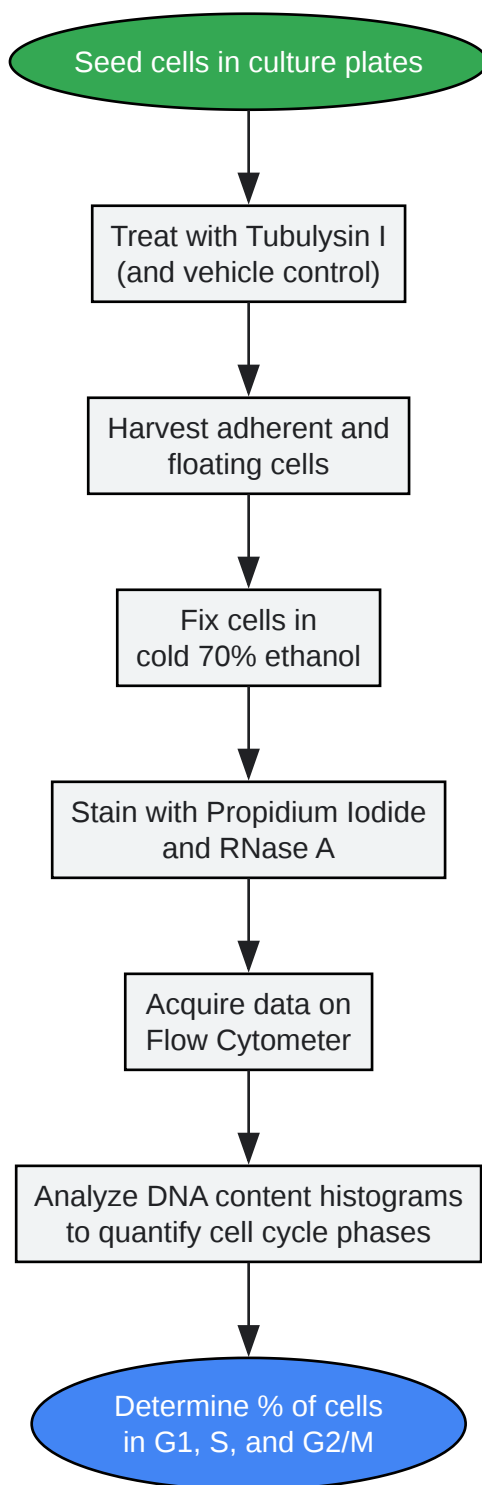 Seed cells in culture plates
Treat with Tubulysin I
(and vehicle control)
Harvest adherent and
floating cells
Fix cells in
cold 70% ethanol
Stain with Propidium Iodide
and RNase A
Acquire data on
Flow Cytometer
Analyze DNA content histograms
to quantify cell cycle phases
Determine % of cells
in G1, S, and G2/M